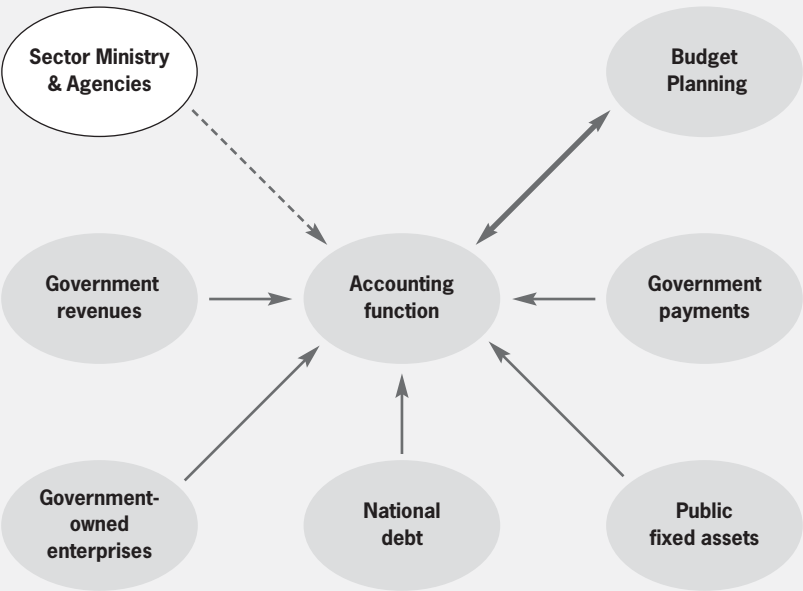 Sector Ministry
& Agencies
Budget
Planning
Government
revenues
Accounting
function
Government
payments
Government-
owned
enterprises
National
debt
Public
fixed assets